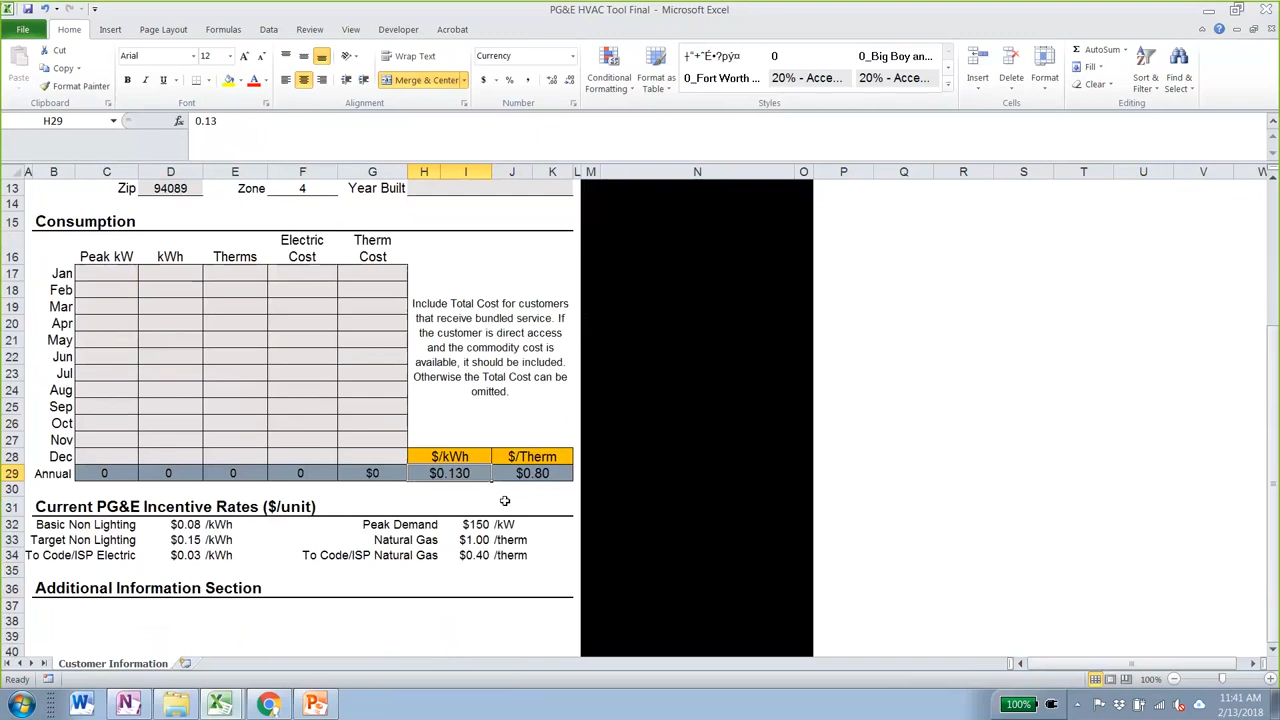 PG&E HVAC Tool Final - Microsoft Excel
File Home Insert Page Layout Formulas Data Review View Developer Acrobat
Cut
Copy
Format Painter
Paste
Clipboard
Arial 12
B I U
Font
Wrap Text
Merge & Center
Alignment
Currency
$ % ,
Number
Conditional Formatting
Format as Table
0 0_Big Boy an...
0_Fort Worth ... 20% - Acce... 20% - Acce...
Styles
Insert Delete Format
Cells
AutoSum
Fill
Clear
Sort & Filter
Find & Select
Editing
H29 fx 0.13
A B C D E F G H I J K L M N O P Q R S T U V W
13 Zip 94089 Zone 4 Year Built
14
15 Consumption
16 Peak kW kWh Therms Electric Cost Therm Cost
17 Jan
18 Feb
19 Mar
20 Apr
21 May
22 Jun
23 Jul
24 Aug
25 Sep
26 Oct
27 Nov
Include Total Cost for customers
that receive bundled service. If
the customer is direct access
and the commodity cost is
available, it should be included.
Otherwise the Total Cost can be
omitted.
28 Dec $/kWh $/Therm
29 Annual 0 0 0 0 $0 $0.130 $0.80
30
31 Current PG&E Incentive Rates ($/unit)
32 Basic Non Lighting $0.08 /kWh Peak Demand $150 /kW
33 Target Non Lighting $0.15 /kWh Natural Gas $1.00 /therm
34 To Code/ISP Electric $0.03 /kWh To Code/ISP Natural Gas $0.40 /therm
35
36 Additional Information Section
37
38
39
40
Customer Information
Ready 100%
100% 11:41 AM
2/13/2018